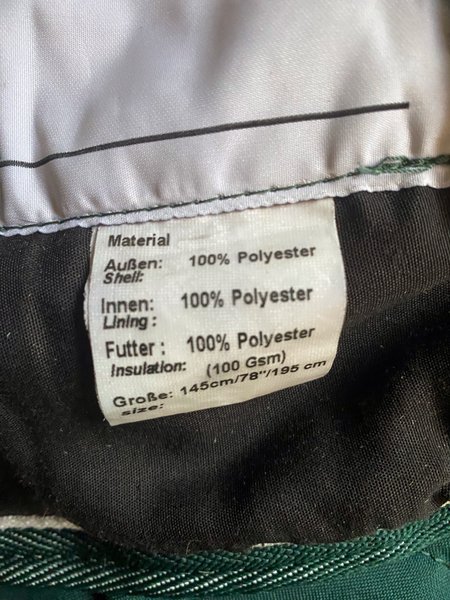 Material
Außen: 100% Polyester
Shell:
Innen: 100% Polyester
Lining :
Futter : 100% Polyester
Insulation: (100 Gsm)
Große: 145cm/78"/195 cm
size: